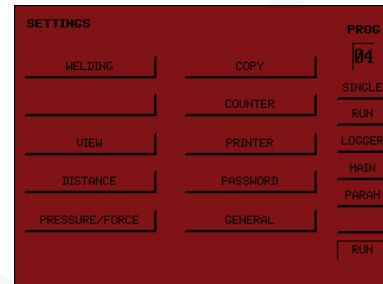 SETTINGS
WELDING
COPY
COUNTER
VIEW
PRINTER
DISTANCE
PASSWORD
PRESSURE/FORCE
GENERAL
PROG
04
SINGLE
RUN
LOGGER
MAIN
PARAM
RUN